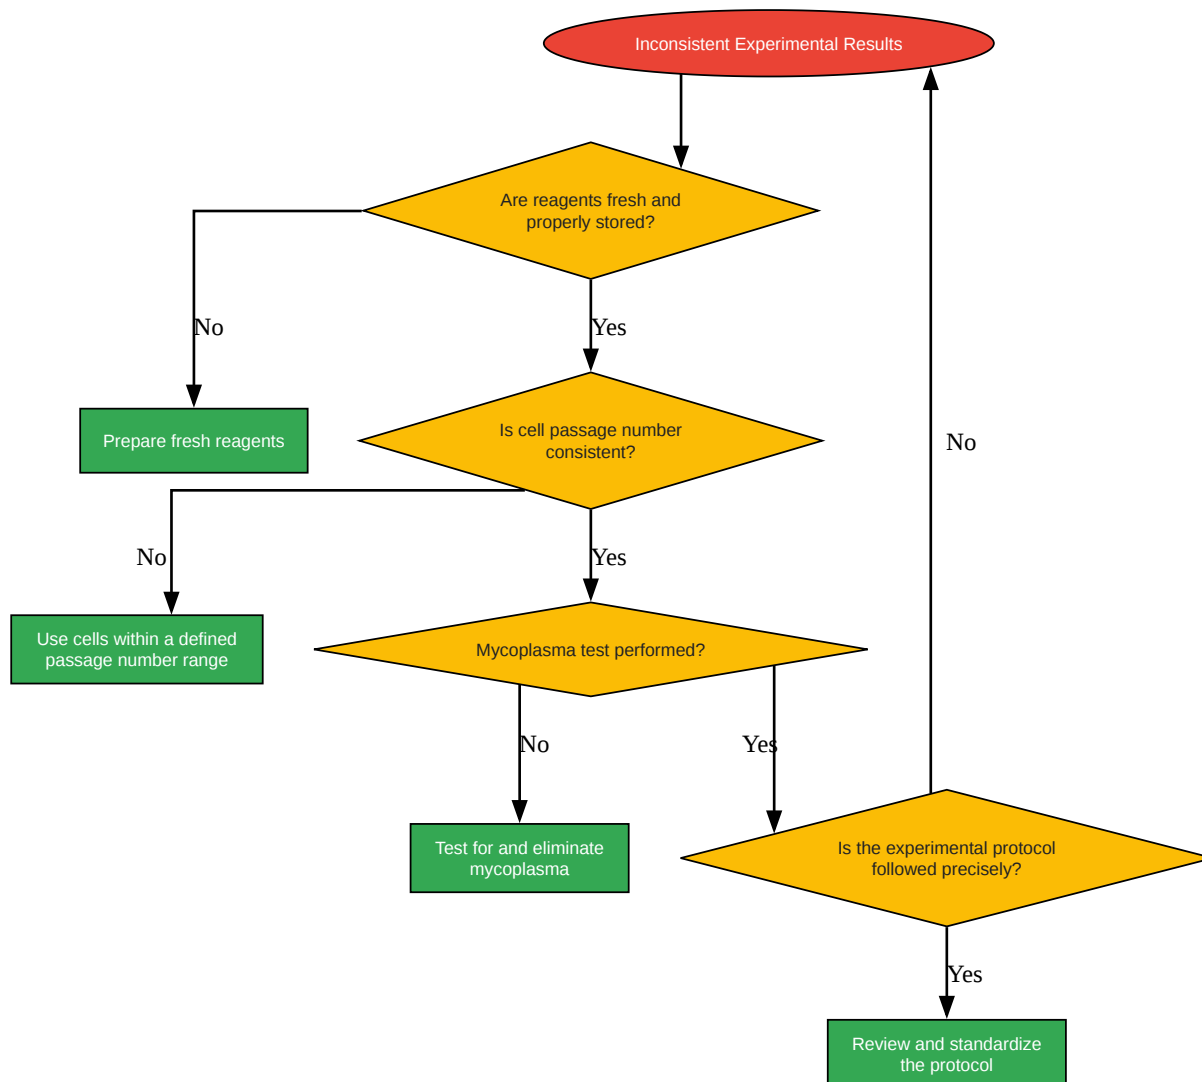 Inconsistent Experimental Results
Are reagents fresh and
properly stored?
No
Yes
Prepare fresh reagents
Is cell passage number
consistent?
No
No
Yes
Use cells within a defined
passage number range
Mycoplasma test performed?
No
Yes
Test for and eliminate
mycoplasma
Is the experimental protocol
followed precisely?
Yes
Review and standardize
the protocol